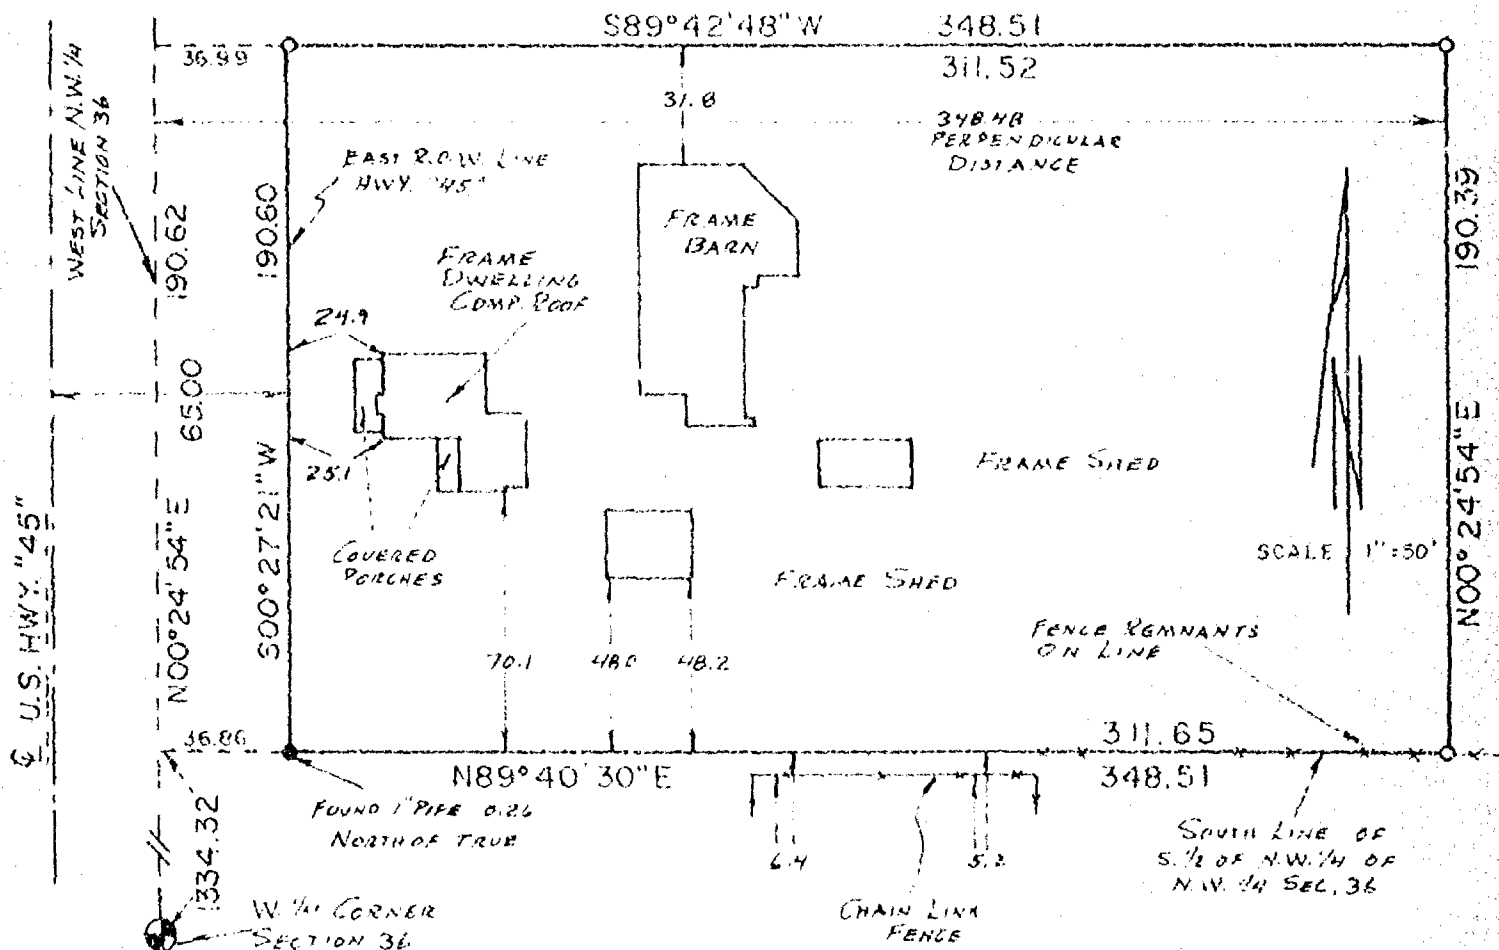 S89°42'48"W 348.51
36.99
311.52
WEST LINE N.W.1/4
SECTION 36
31.8
348.48
PERPENDICULAR
DISTANCE
EAST R.O.W. LINE
HWY. "45"
190.62
190.60
190.39
FRAME
BARN
FRAME
DWELLING
COMP. ROOF
24.9
65.00
25.1
FRAME SHED
N00°24'54"E
S00°27'21"W
N00°24'54"E
℄ U.S. HWY. "45"
COVERED
PORCHES
SCALE 1"=50'
FRAME SHED
FENCE REMNANTS
ON LINE
70.1
48.0
48.2
36.86
311.65
N89°40'30"E
348.51
FOUND 1" PIPE 0.26
NORTH OF TRUE
1334.32
6.4
5.2
SOUTH LINE OF
S.1/2 OF N.W.1/4 OF
N.W.1/4 SEC. 36
W.1/4 CORNER
SECTION 36
CHAIN LINK
FENCE